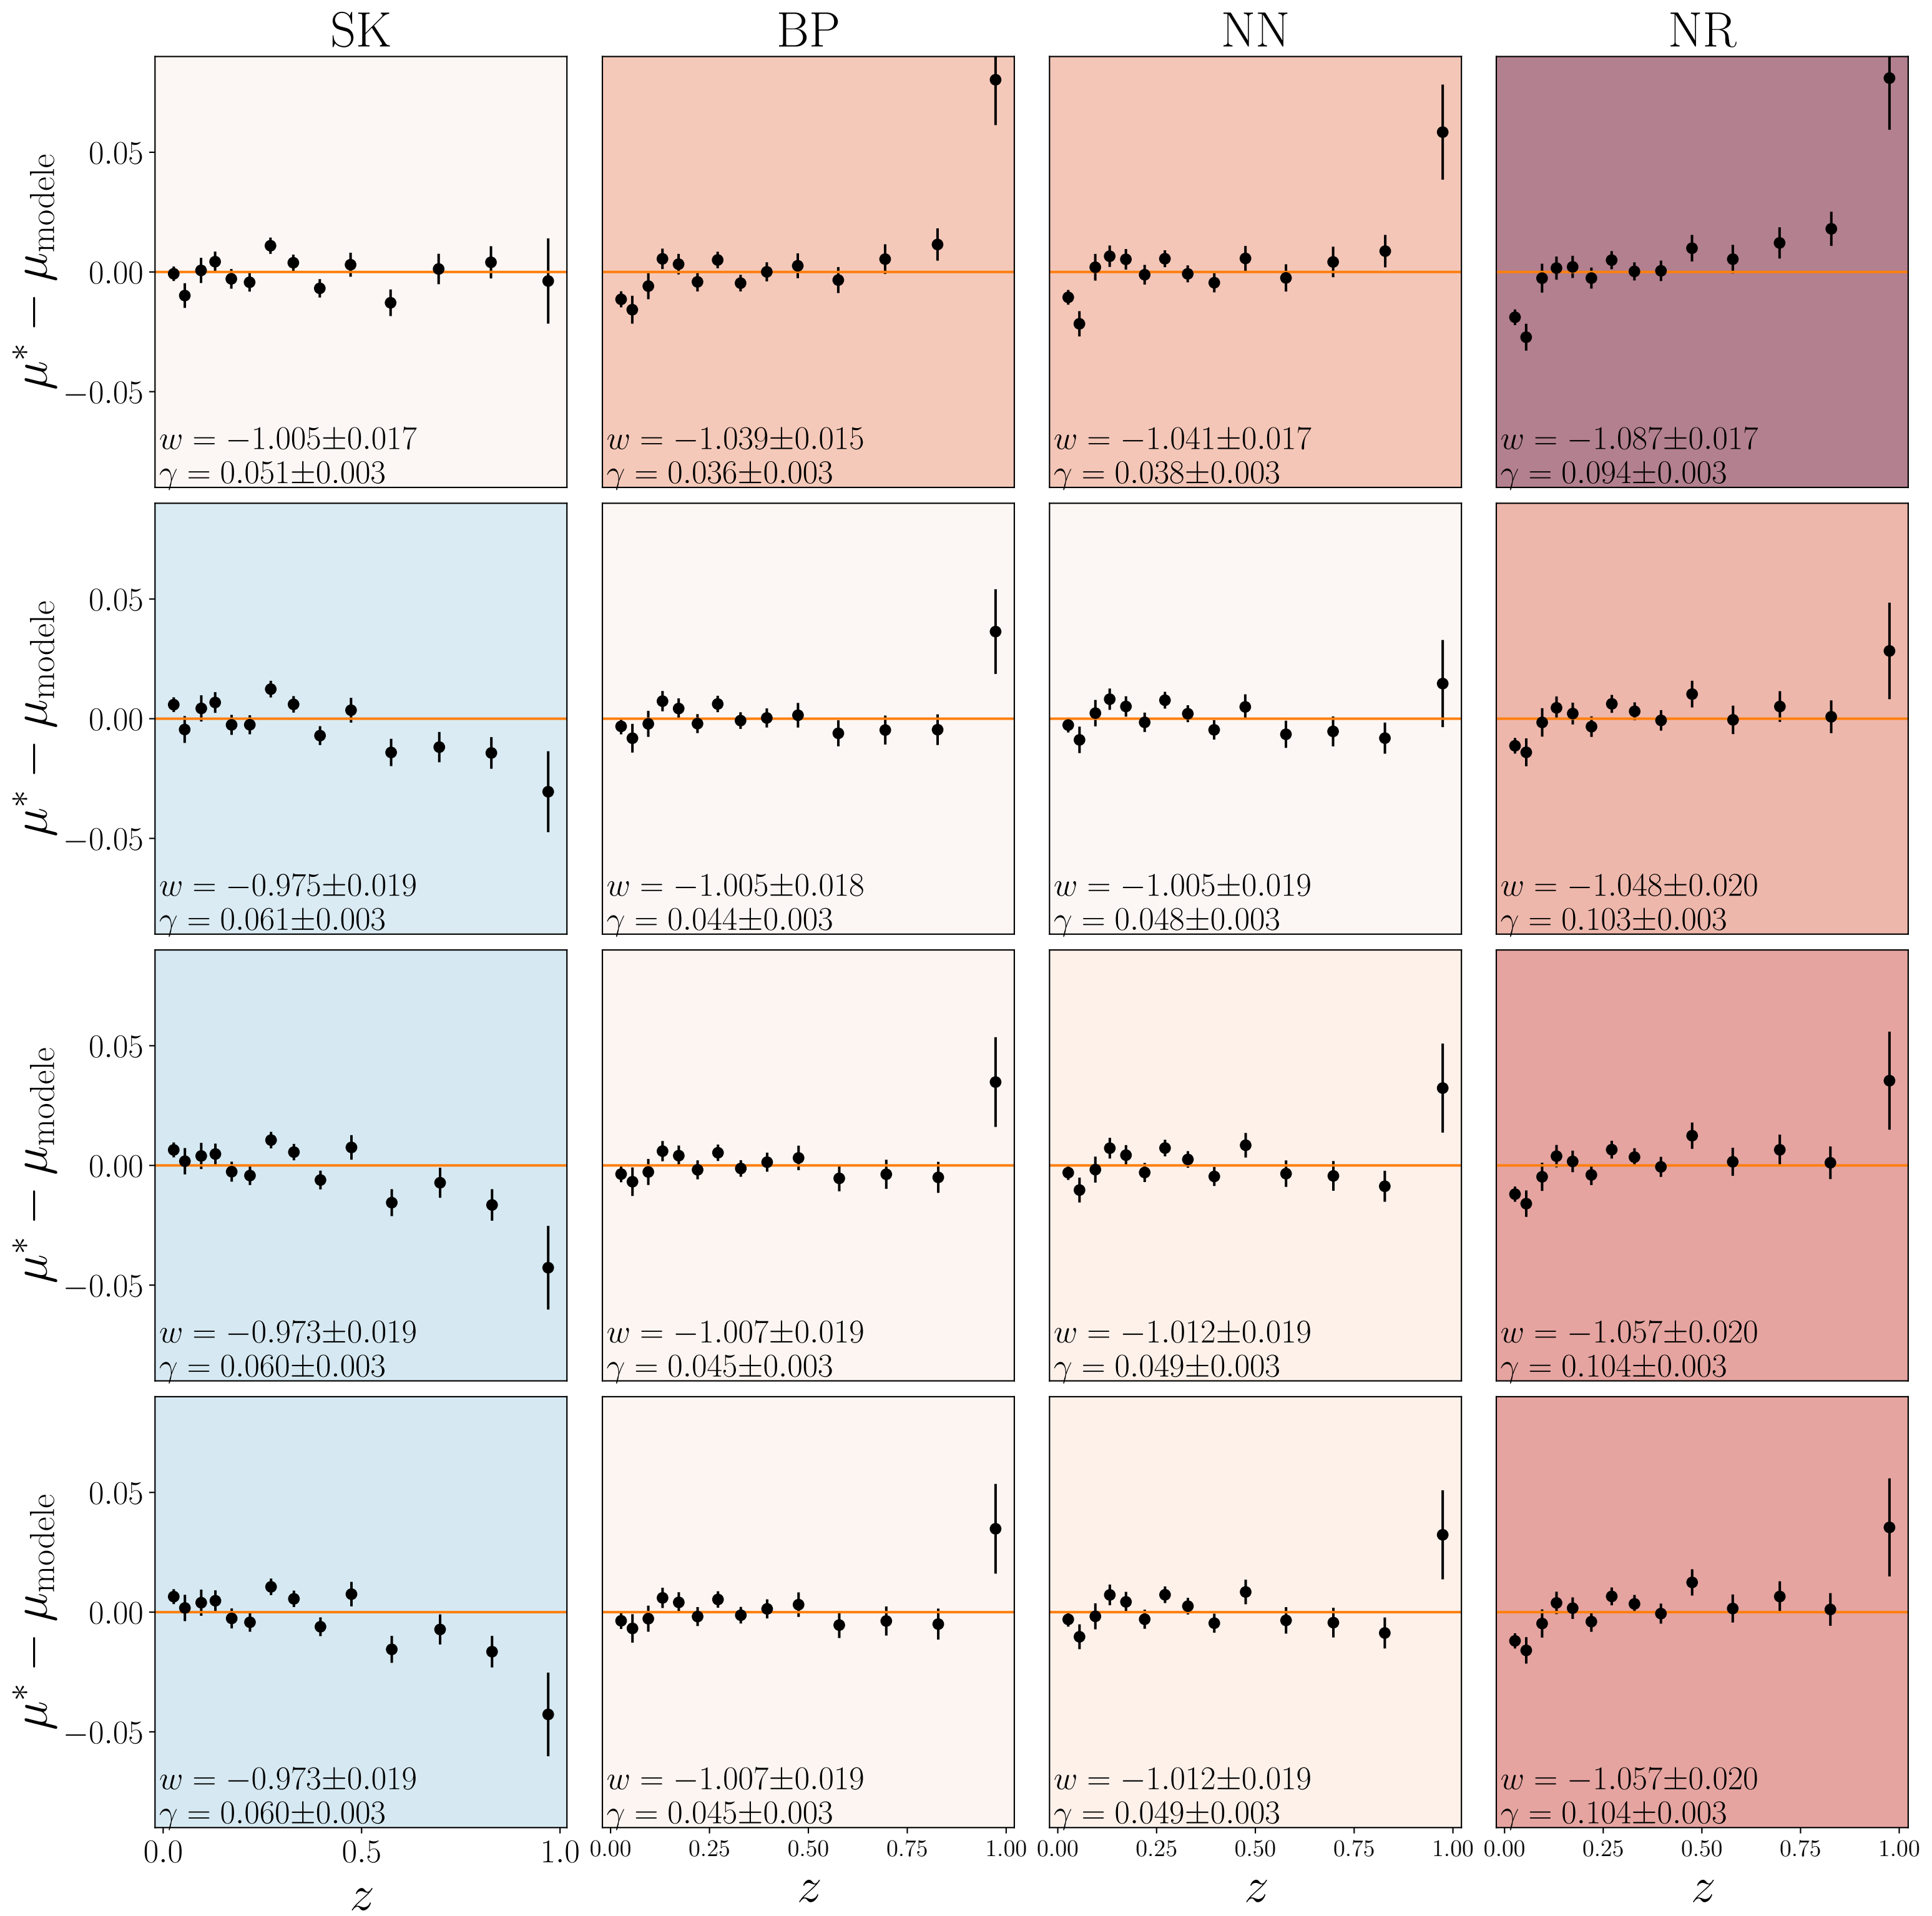 SK BP NN NR
μ* − μmodele
0.05
0.00
−0.05
w = −1.005±0.017
γ = 0.051±0.003
w = −1.039±0.015
γ = 0.036±0.003
w = −1.041±0.017
γ = 0.038±0.003
w = −1.087±0.017
γ = 0.094±0.003
μ* − μmodele
0.05
0.00
−0.05
w = −0.975±0.019
γ = 0.061±0.003
w = −1.005±0.018
γ = 0.044±0.003
w = −1.005±0.019
γ = 0.048±0.003
w = −1.048±0.020
γ = 0.103±0.003
μ* − μmodele
0.05
0.00
−0.05
w = −0.973±0.019
γ = 0.060±0.003
w = −1.007±0.019
γ = 0.045±0.003
w = −1.012±0.019
γ = 0.049±0.003
w = −1.057±0.020
γ = 0.104±0.003
μ* − μmodele
0.05
0.00
−0.05
w = −0.973±0.019
γ = 0.060±0.003
w = −1.007±0.019
γ = 0.045±0.003
w = −1.012±0.019
γ = 0.049±0.003
w = −1.057±0.020
γ = 0.104±0.003
0.0 0.5 1.0
z
0.00 0.25 0.50 0.75 1.00
z
0.00 0.25 0.50 0.75 1.00
z
0.00 0.25 0.50 0.75 1.00
z